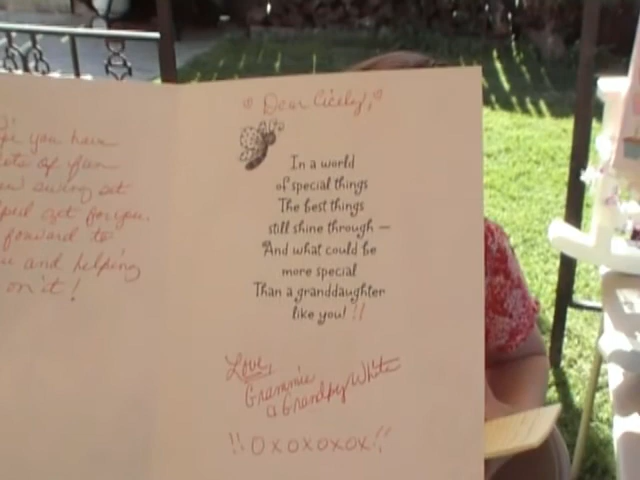 you have
lots of fun
swing set
get for you.
forward to
and helping
on it!
Dear Cicely,
In a world
of special things
The best things
still shine through —
And what could be
more special
Than a granddaughter
like you! !!
Love,
Grammie
& Grandpy White
!! OXOXOXOX!!